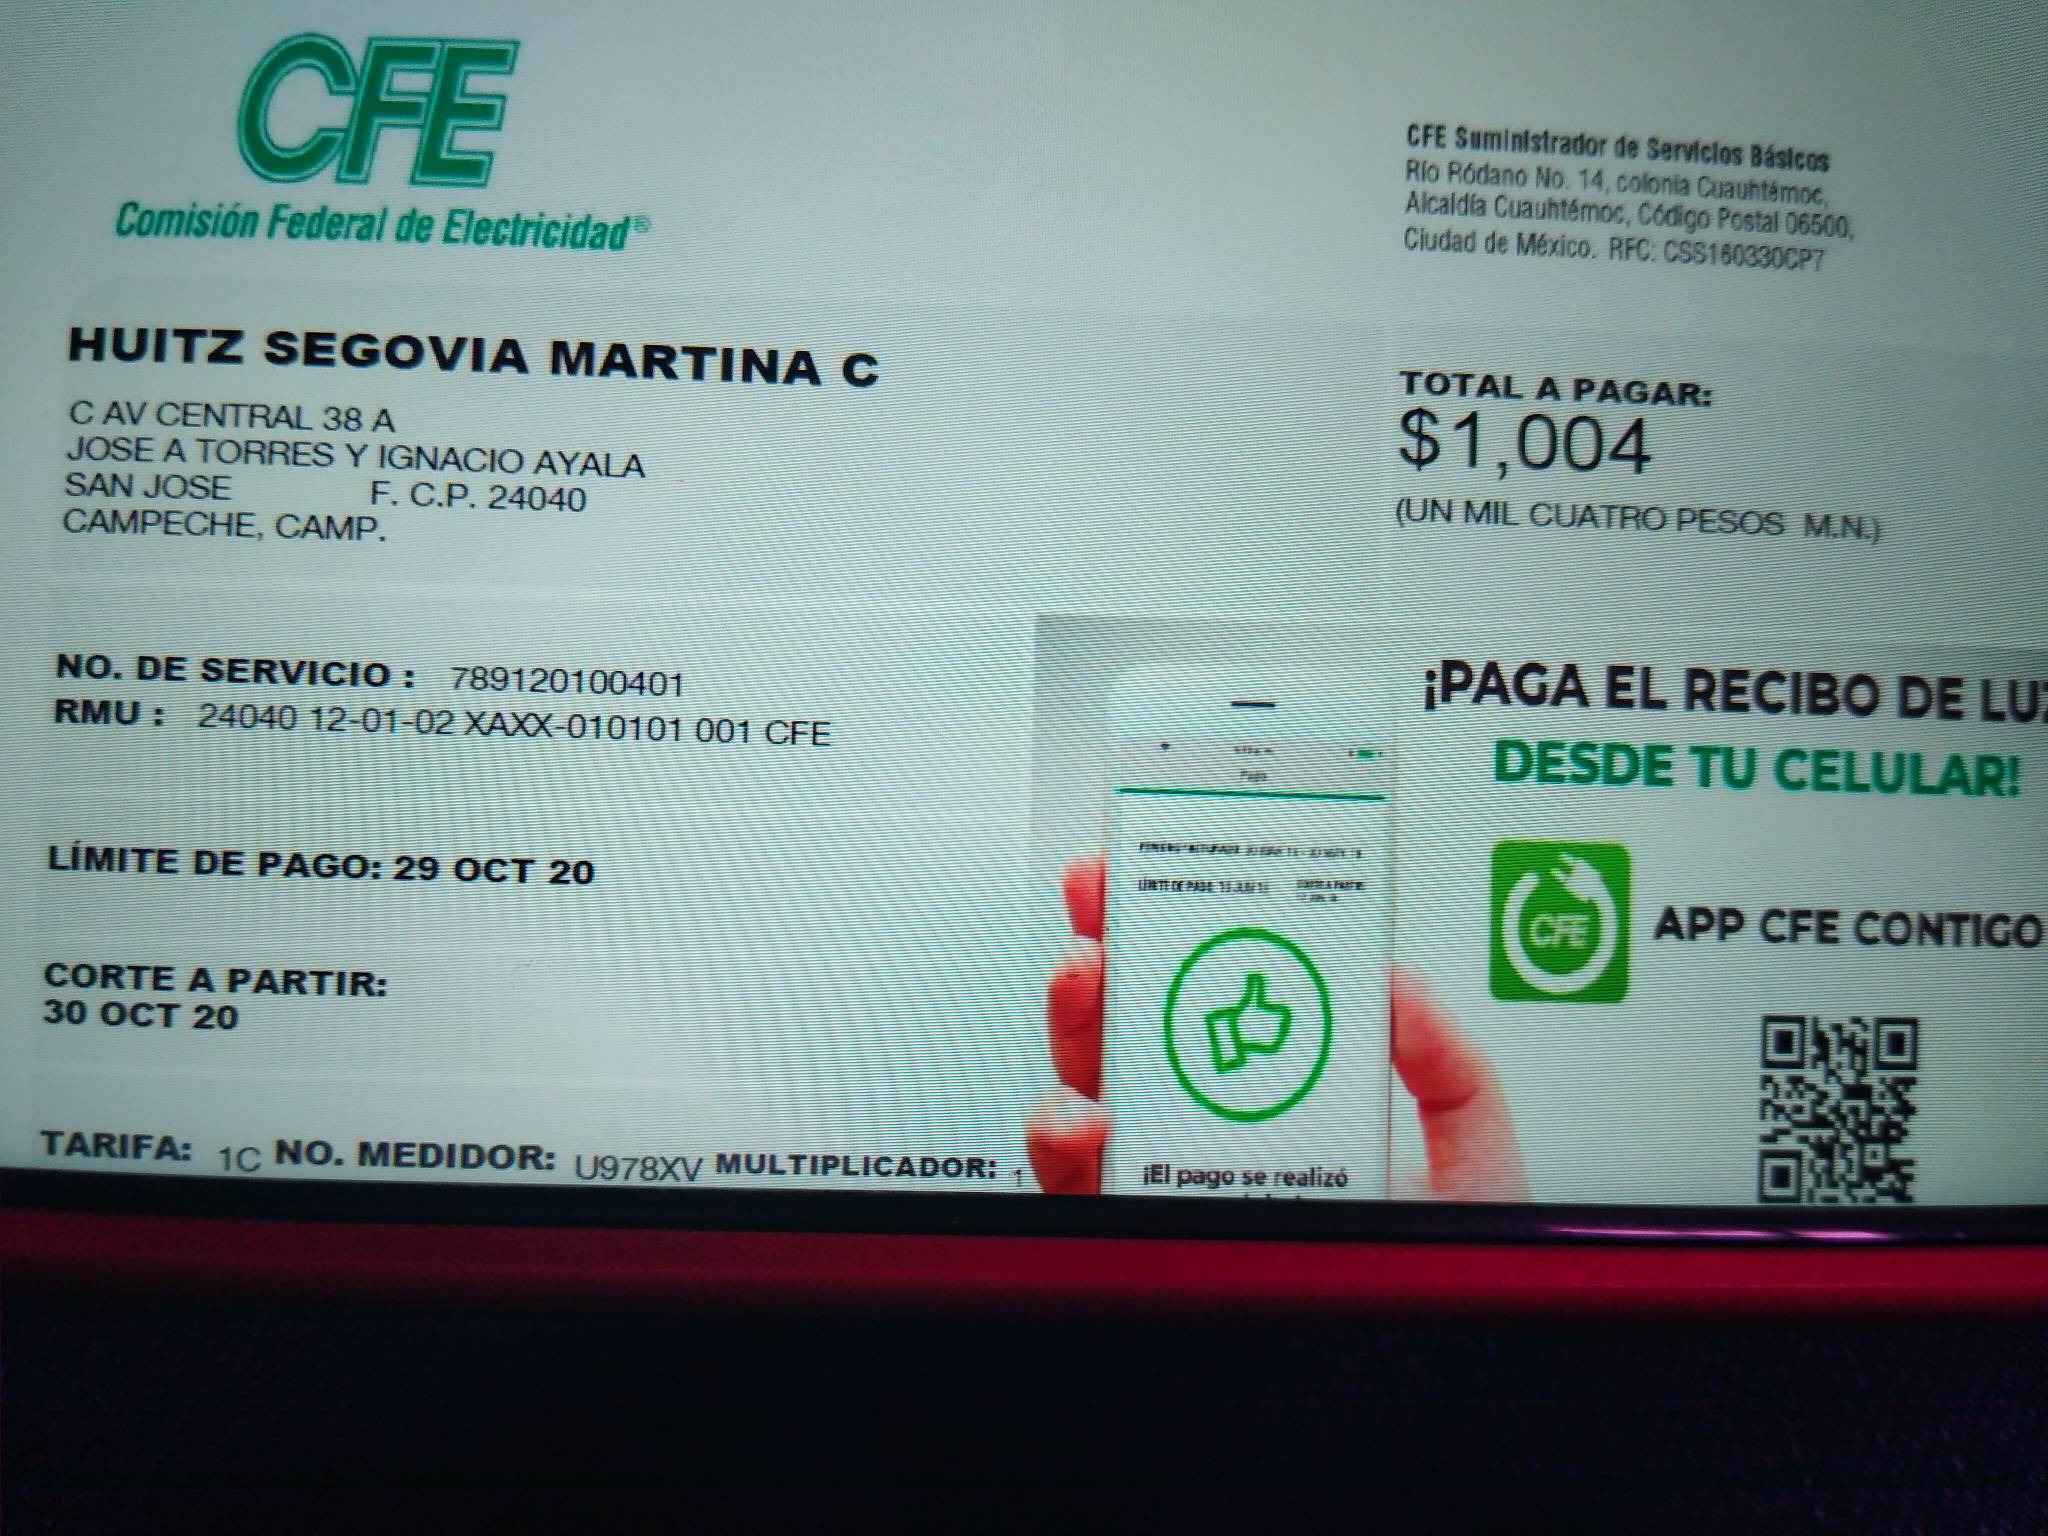 CFE
Comisión Federal de Electricidad®
CFE Suministrador de Servicios Básicos
Río Ródano No. 14, colonia Cuauhtémoc,
Alcaldía Cuauhtémoc, Código Postal 06500,
Ciudad de México. RFC: CSS160330CP7
HUITZ SEGOVIA MARTINA C
C AV CENTRAL 38 A
JOSE A TORRES Y IGNACIO AYALA
SAN JOSE F. C.P. 24040
CAMPECHE, CAMP.
TOTAL A PAGAR:
$1,004
(UN MIL CUATRO PESOS M.N.)
NO. DE SERVICIO : 789120100401
RMU : 24040 12-01-02 XAXX-010101 001 CFE
LÍMITE DE PAGO: 29 OCT 20
CORTE A PARTIR:
30 OCT 20
TARIFA: 1C NO. MEDIDOR: U978XV MULTIPLICADOR: 1
¡PAGA EL RECIBO DE LUZ
DESDE TU CELULAR!
CFE
APP CFE CONTIGO
Pago
¡El pago se realizó